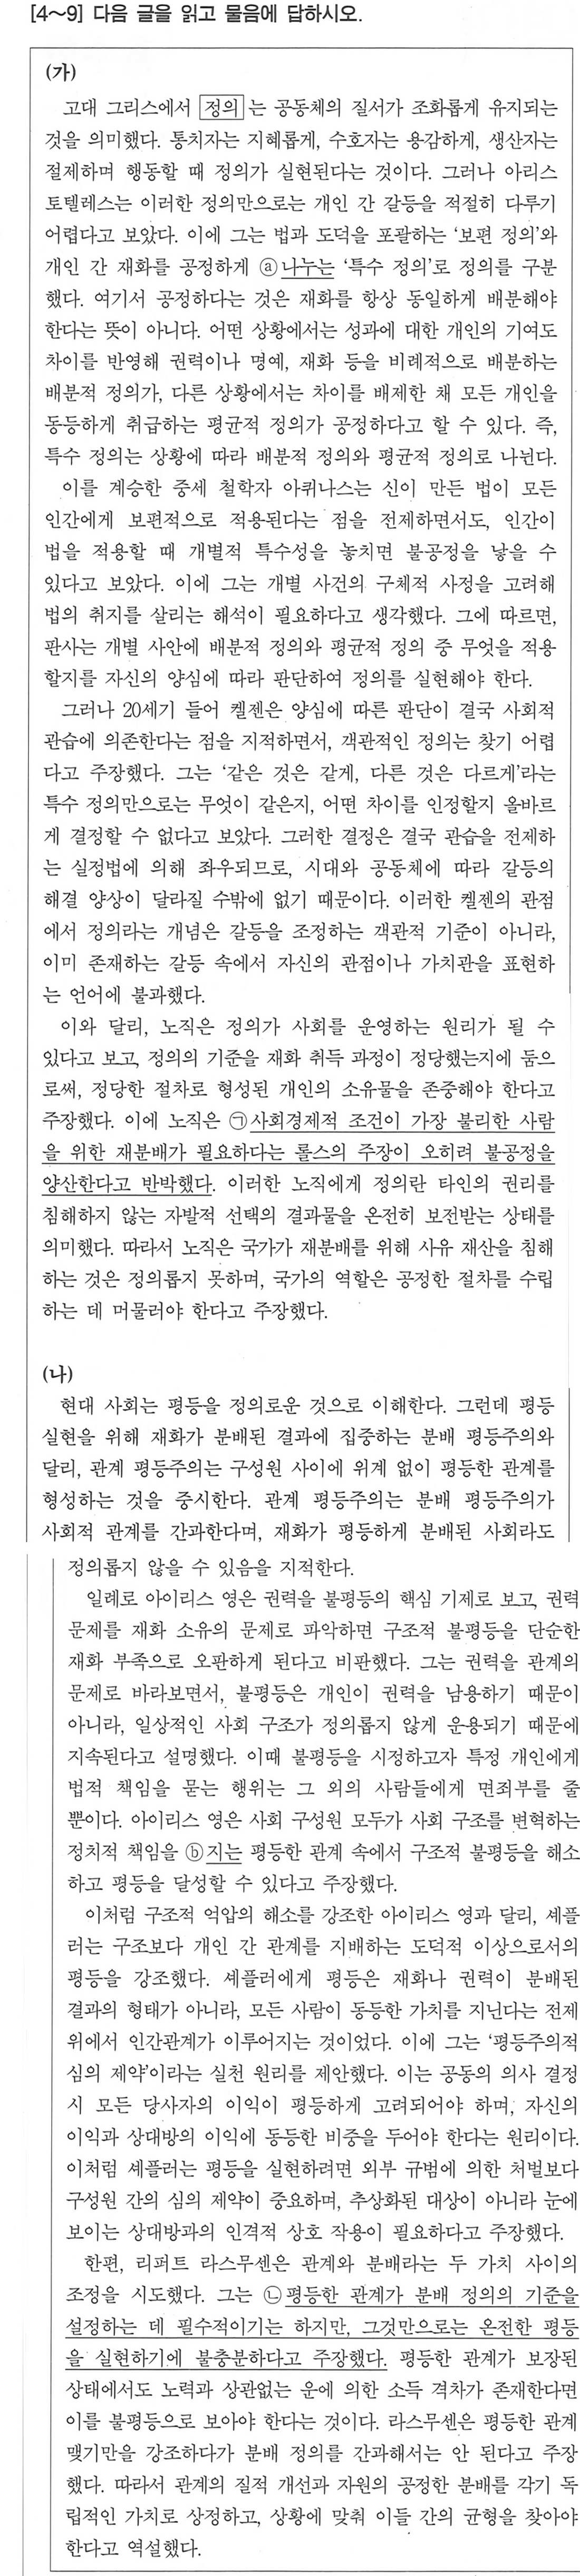 [4~9] 다음 글을 읽고 물음에 답하시오.
(가)
고대 그리스에서 정의 는 공동체의 질서가 조화롭게 유지되는
것을 의미했다. 통치자는 지혜롭게, 수호자는 용감하게, 생산자는
절제하며 행동할 때 정의가 실현된다는 것이다. 그러나 아리스
토텔레스는 이러한 정의만으로는 개인 간 갈등을 적절히 다루기
어렵다고 보았다. 이에 그는 법과 도덕을 포괄하는 ‘보편 정의’와
개인 간 재화를 공정하게 ⓐ나누는 ‘특수 정의’로 정의를 구분
했다. 여기서 공정하다는 것은 재화를 항상 동일하게 배분해야
한다는 뜻이 아니다. 어떤 상황에서는 성과에 대한 개인의 기여도
차이를 반영해 권력이나 명예, 재화 등을 비례적으로 배분하는
배분적 정의가, 다른 상황에서는 차이를 배제한 채 모든 개인을
동등하게 취급하는 평균적 정의가 공정하다고 할 수 있다. 즉,
특수 정의는 상황에 따라 배분적 정의와 평균적 정의로 나뉜다.
이를 계승한 중세 철학자 아퀴나스는 신이 만든 법이 모든
인간에게 보편적으로 적용된다는 점을 전제하면서도, 인간이
법을 적용할 때 개별적 특수성을 놓치면 불공정을 낳을 수
있다고 보았다. 이에 그는 개별 사건의 구체적 사정을 고려해
법의 취지를 살리는 해석이 필요하다고 생각했다. 그에 따르면,
판사는 개별 사안에 배분적 정의와 평균적 정의 중 무엇을 적용
할지를 자신의 양심에 따라 판단하여 정의를 실현해야 한다.
그러나 20세기 들어 켈젠은 양심에 따른 판단이 결국 사회적
관습에 의존한다는 점을 지적하면서, 객관적인 정의는 찾기 어렵
다고 주장했다. 그는 ‘같은 것은 같게, 다른 것은 다르게’라는
특수 정의만으로는 무엇이 같은지, 어떤 차이를 인정할지 올바르
게 결정할 수 없다고 보았다. 그러한 결정은 결국 관습을 전제하
는 실정법에 의해 좌우되므로, 시대와 공동체에 따라 갈등의
해결 양상이 달라질 수밖에 없기 때문이다. 이러한 켈젠의 관점
에서 정의라는 개념은 갈등을 조정하는 객관적 기준이 아니라,
이미 존재하는 갈등 속에서 자신의 관점이나 가치관을 표현하
는 언어에 불과했다.
이와 달리, 노직은 정의가 사회를 운영하는 원리가 될 수
있다고 보고, 정의의 기준을 재화 취득 과정이 정당했는지에 둠으
로써, 정당한 절차로 형성된 개인의 소유물을 존중해야 한다고
주장했다. 이에 노직은 ㉠사회경제적 조건이 가장 불리한 사람
을 위한 재분배가 필요하다는 롤스의 주장이 오히려 불공정을
양산한다고 반박했다. 이러한 노직에게 정의란 타인의 권리를
침해하지 않는 자발적 선택의 결과물을 온전히 보전받는 상태를
의미했다. 따라서 노직은 국가가 재분배를 위해 사유 재산을 침해
하는 것은 정의롭지 못하며, 국가의 역할은 공정한 절차를 수립
하는 데 머물러야 한다고 주장했다.
(나)
현대 사회는 평등을 정의로운 것으로 이해한다. 그런데 평등
실현을 위해 재화가 분배된 결과에 집중하는 분배 평등주의와
달리, 관계 평등주의는 구성원 사이에 위계 없이 평등한 관계를
형성하는 것을 중시한다. 관계 평등주의는 분배 평등주의가
사회적 관계를 간과한다며, 재화가 평등하게 분배된 사회라도
정의롭지 않을 수 있음을 지적한다.
일례로 아이리스 영은 권력을 불평등의 핵심 기제로 보고, 권력
문제를 재화 소유의 문제로 파악하면 구조적 불평등을 단순한
재화 부족으로 오판하게 된다고 비판했다. 그는 권력을 관계의
문제로 바라보면서, 불평등은 개인이 권력을 남용하기 때문이
아니라, 일상적인 사회 구조가 정의롭지 않게 운용되기 때문에
지속된다고 설명했다. 이때 불평등을 시정하고자 특정 개인에게
법적 책임을 묻는 행위는 그 외의 사람들에게 면죄부를 줄
뿐이다. 아이리스 영은 사회 구성원 모두가 사회 구조를 변혁하는
정치적 책임을 ⓑ지는 평등한 관계 속에서 구조적 불평등을 해소
하고 평등을 달성할 수 있다고 주장했다.
이처럼 구조적 억압의 해소를 강조한 아이리스 영과 달리, 셰플
러는 구조보다 개인 간 관계를 지배하는 도덕적 이상으로서의
평등을 강조했다. 셰플러에게 평등은 재화나 권력이 분배된
결과의 형태가 아니라, 모든 사람이 동등한 가치를 지닌다는 전제
위에서 인간관계가 이루어지는 것이었다. 이에 그는 ‘평등주의적
심의 제약’이라는 실천 원리를 제안했다. 이는 공동의 의사 결정
시 모든 당사자의 이익이 평등하게 고려되어야 하며, 자신의
이익과 상대방의 이익에 동등한 비중을 두어야 한다는 원리이다.
이처럼 셰플러는 평등을 실현하려면 외부 규범에 의한 처벌보다
구성원 간의 심의 제약이 중요하며, 추상화된 대상이 아니라 눈에
보이는 상대방과의 인격적 상호 작용이 필요하다고 주장했다.
한편, 리퍼트 라스무센은 관계와 분배라는 두 가치 사이의
조정을 시도했다. 그는 ㉡평등한 관계가 분배 정의의 기준을
설정하는 데 필수적이기는 하지만, 그것만으로는 온전한 평등
을 실현하기에 불충분하다고 주장했다. 평등한 관계가 보장된
상태에서도 노력과 상관없는 운에 의한 소득 격차가 존재한다면
이를 불평등으로 보아야 한다는 것이다. 라스무센은 평등한 관계
맺기만을 강조하다가 분배 정의를 간과해서는 안 된다고 주장
했다. 따라서 관계의 질적 개선과 자원의 공정한 분배를 각기 독
립적인 가치로 상정하고, 상황에 맞춰 이들 간의 균형을 찾아야
한다고 역설했다.